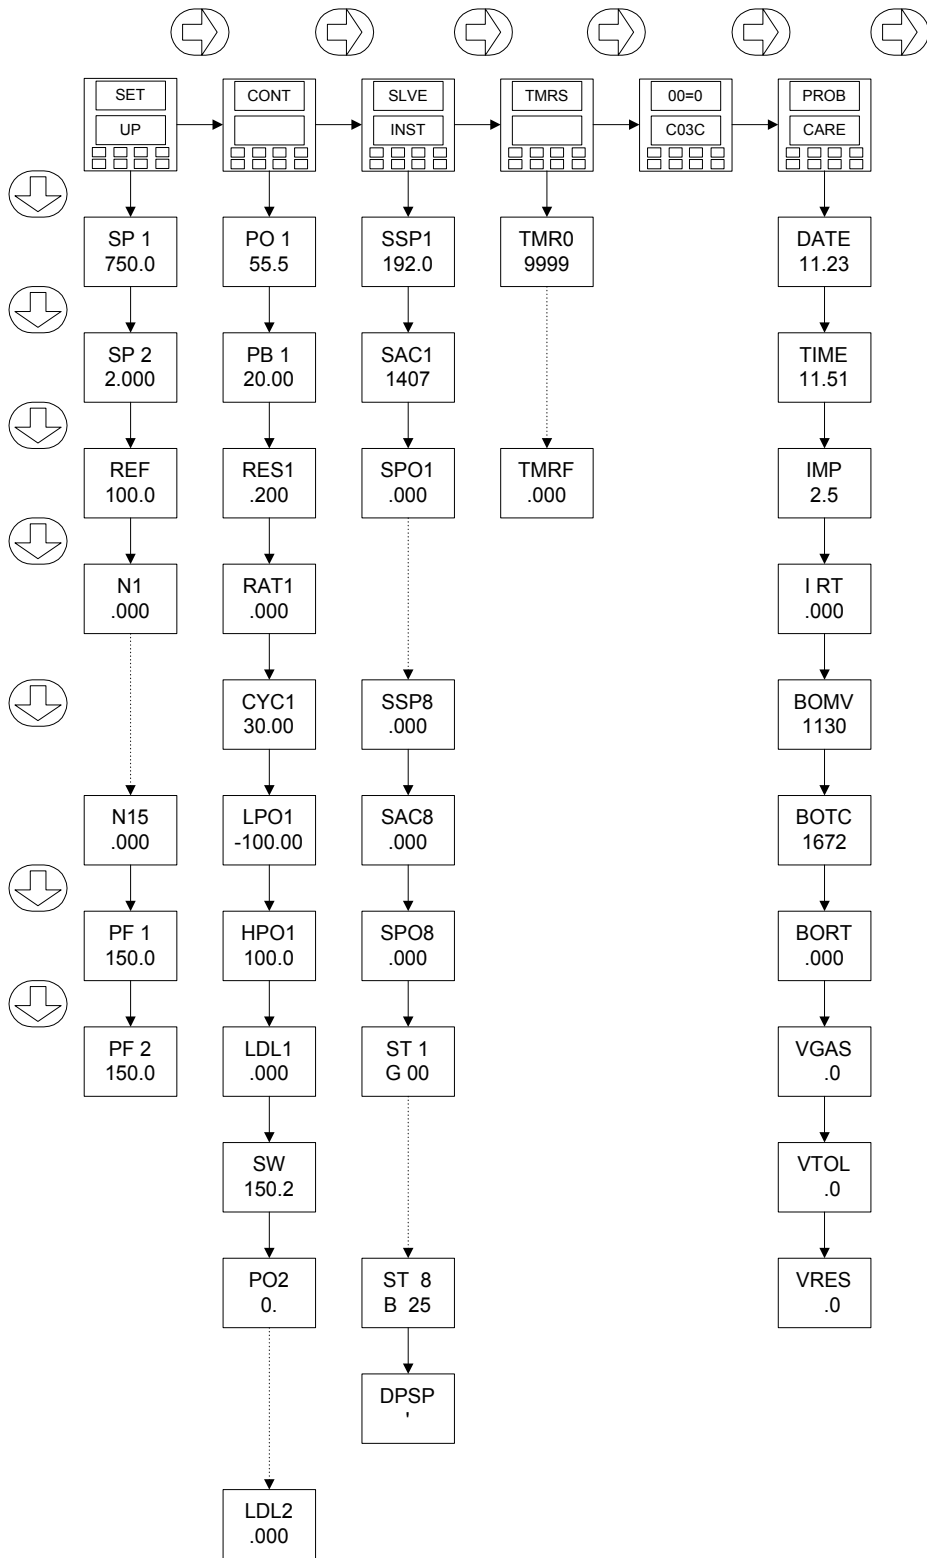 SET
UP
CONT
SLVE
INST
TMRS
00=0
C03C
PROB
CARE
SP 1
750.0
SP 2
2.000
REF
100.0
N1
.000
N15
.000
PF 1
150.0
PF 2
150.0
PO 1
55.5
PB 1
20.00
RES1
.200
RAT1
.000
CYC1
30.00
LPO1
-100.00
HPO1
100.0
LDL1
.000
SW
150.2
PO2
0.
LDL2
.000
SSP1
192.0
SAC1
1407
SPO1
.000
SSP8
.000
SAC8
.000
SPO8
.000
ST 1
G 00
ST 8
B 25
DPSP
'
TMR0
9999
TMRF
.000
DATE
11.23
TIME
11.51
IMP
2.5
I RT
.000
BOMV
1130
BOTC
1672
BORT
.000
VGAS
.0
VTOL
.0
VRES
.0